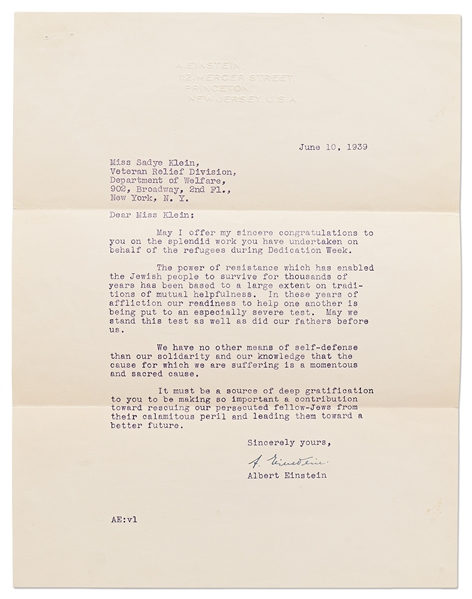 A. EINSTEIN
112 MERCER STREET
PRINCETON
NEW JERSEY, U.S.A.
June 10, 1939
Miss Sadye Klein,
Veteran Relief Division,
Department of Welfare,
902, Broadway, 2nd Fl.,
New York, N. Y.
Dear Miss Klein:
May I offer my sincere congratulations to
you on the splendid work you have undertaken on
behalf of the refugees during Dedication Week.
The power of resistance which has enabled
the Jewish people to survive for thousands of
years has been based to a large extent on tradi-
tions of mutual helpfulness. In these years of
affliction our readiness to help one another is
being put to an especially severe test. May we
stand this test as well as did our fathers before
us.
We have no other means of self-defense
than our solidarity and our knowledge that the
cause for which we are suffering is a momentous
and sacred cause.
It must be a source of deep gratification
to you to be making so important a contribution
toward rescuing our persecuted fellow-Jews from
their calamitous peril and leading them toward a
better future.
Sincerely yours,
A. Einstein.
Albert Einstein
AE:vl